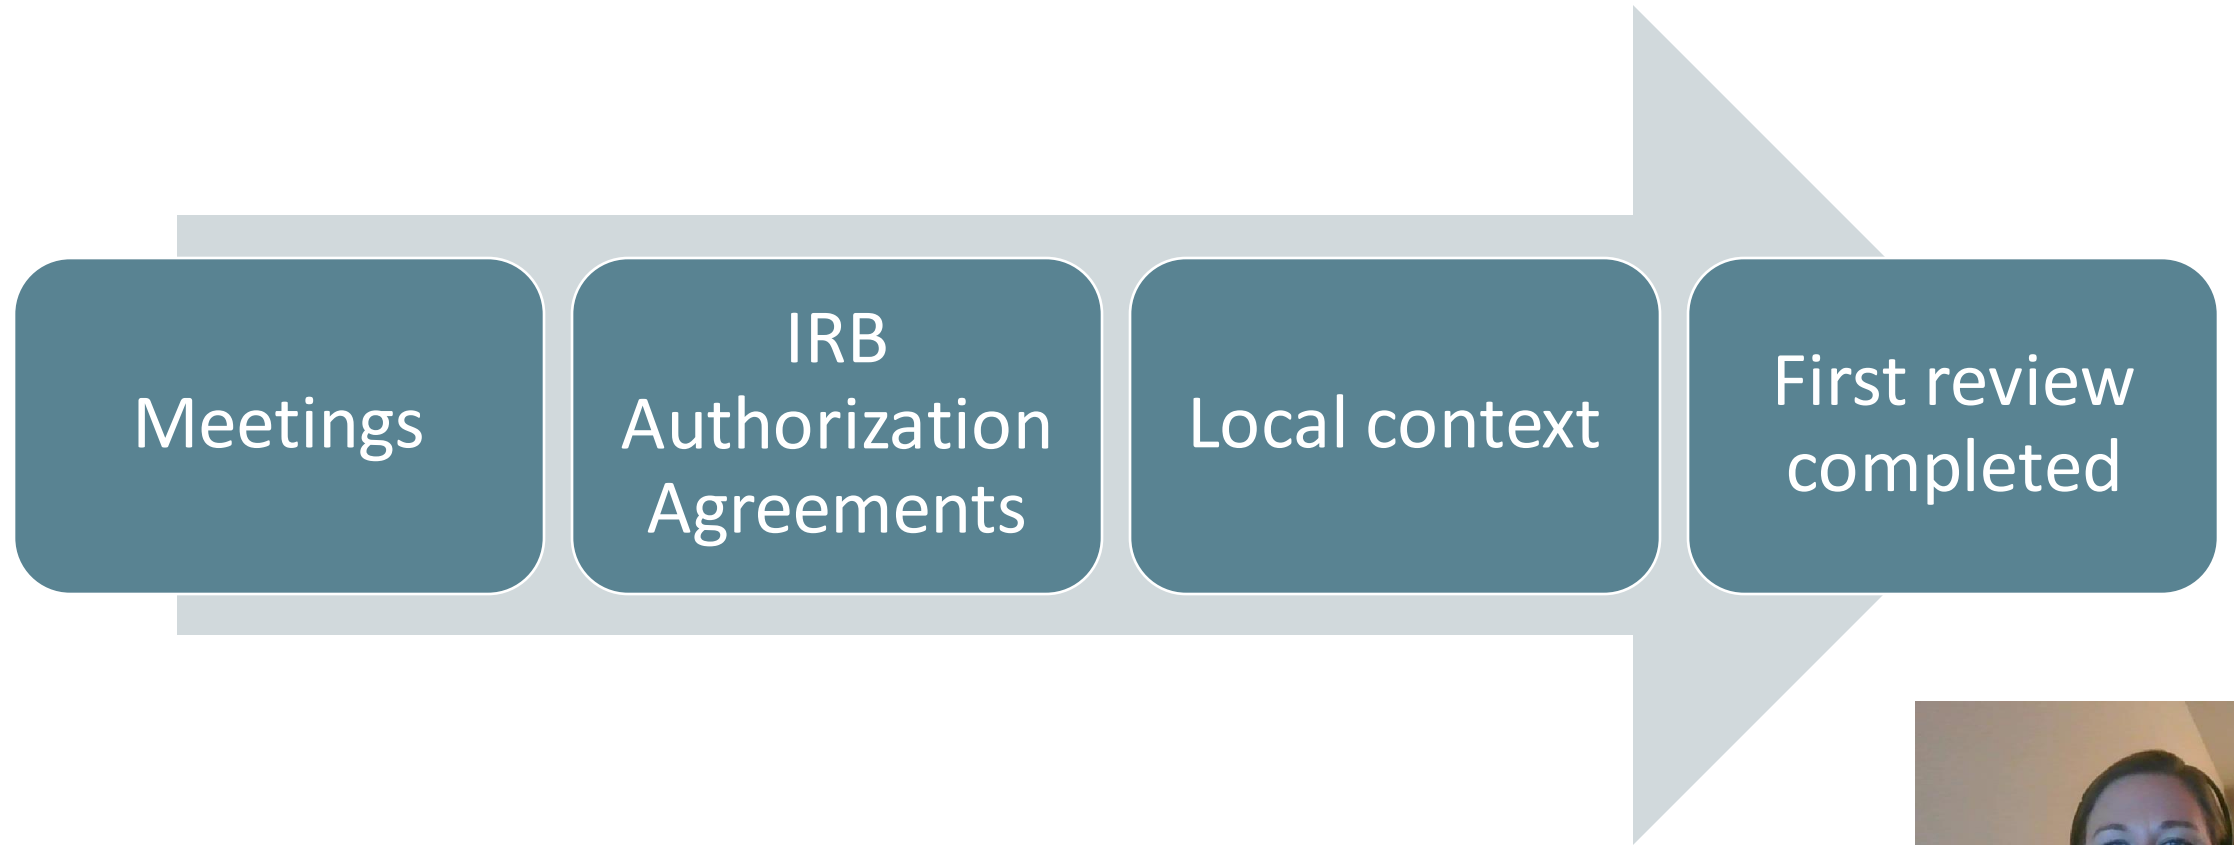 Meetings
IRB
Authorization
Agreements
Local context
First review
completed